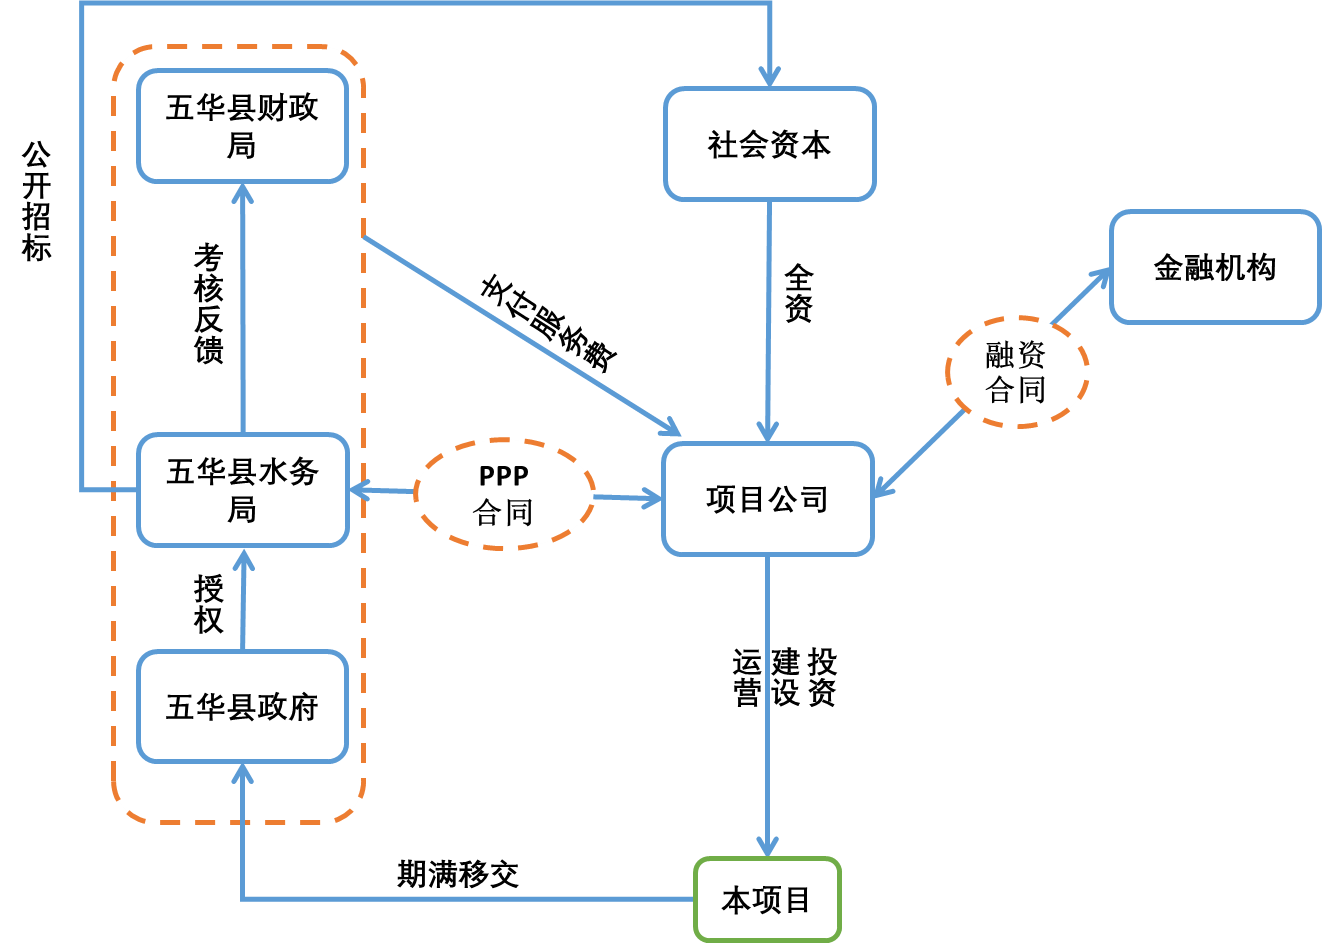 五华县财政
局
社会资本
公开招标
金融机构
考核反馈
支付服务费
全资
融资
合同
五华县水务
局
PPP
合同
项目公司
授权
五华县政府
投资
建设
运营
期满移交
本项目